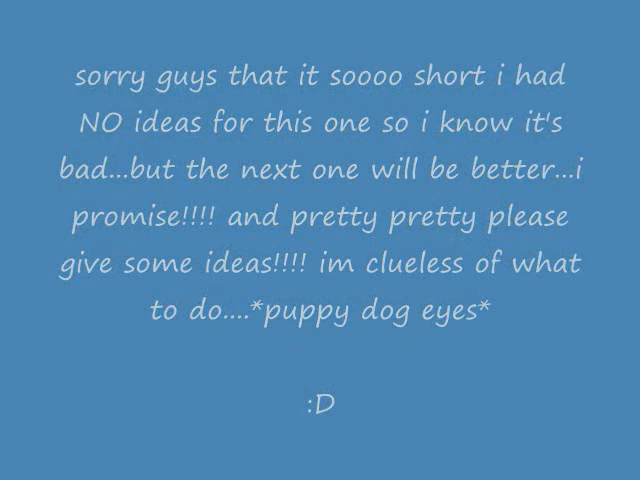 sorry guys that it soooo short i had
NO ideas for this one so i know it's
bad...but the next one will be better...i
promise!!!! and pretty pretty please
give some ideas!!!! im clueless of what
to do....*puppy dog eyes*
:D